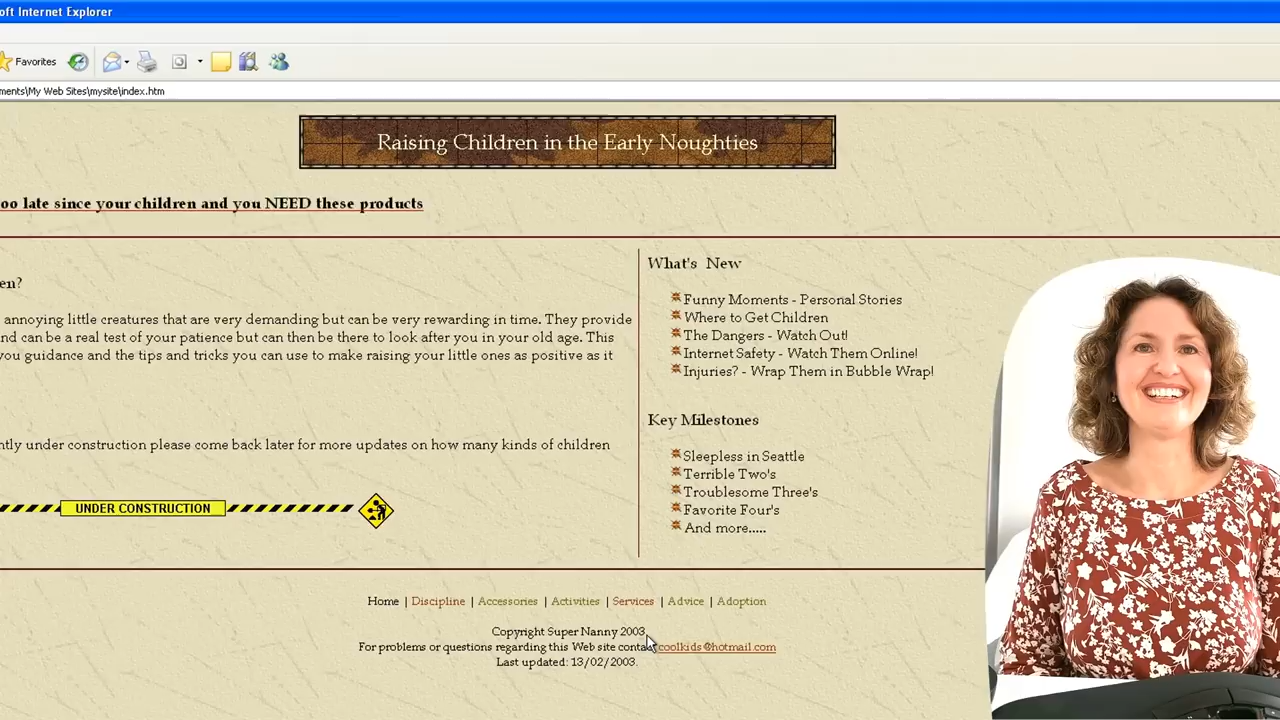 oft Internet Explorer
Favorites
ments\My Web Sites\mysite\index.htm
Raising Children in the Early Noughties
oo late since your children and you NEED these products
en?
annoying little creatures that are very demanding but can be very rewarding in time. They provide
nd can be a real test of your patience but can then be there to look after you in your old age. This
you guidance and the tips and tricks you can use to make raising your little ones as positive as it
ntly under construction please come back later for more updates on how many kinds of children
UNDER CONSTRUCTION
What's New
Funny Moments - Personal Stories
Where to Get Children
The Dangers - Watch Out!
Internet Safety - Watch Them Online!
Injuries? - Wrap Them in Bubble Wrap!
Key Milestones
Sleepless in Seattle
Terrible Two's
Troublesome Three's
Favorite Four's
And more.....
Home | Discipline | Accessories | Activities | Services | Advice | Adoption
Copyright Super Nanny 2003.
For problems or questions regarding this Web site contac coolkids@hotmail.com
Last updated: 13/02/2003.